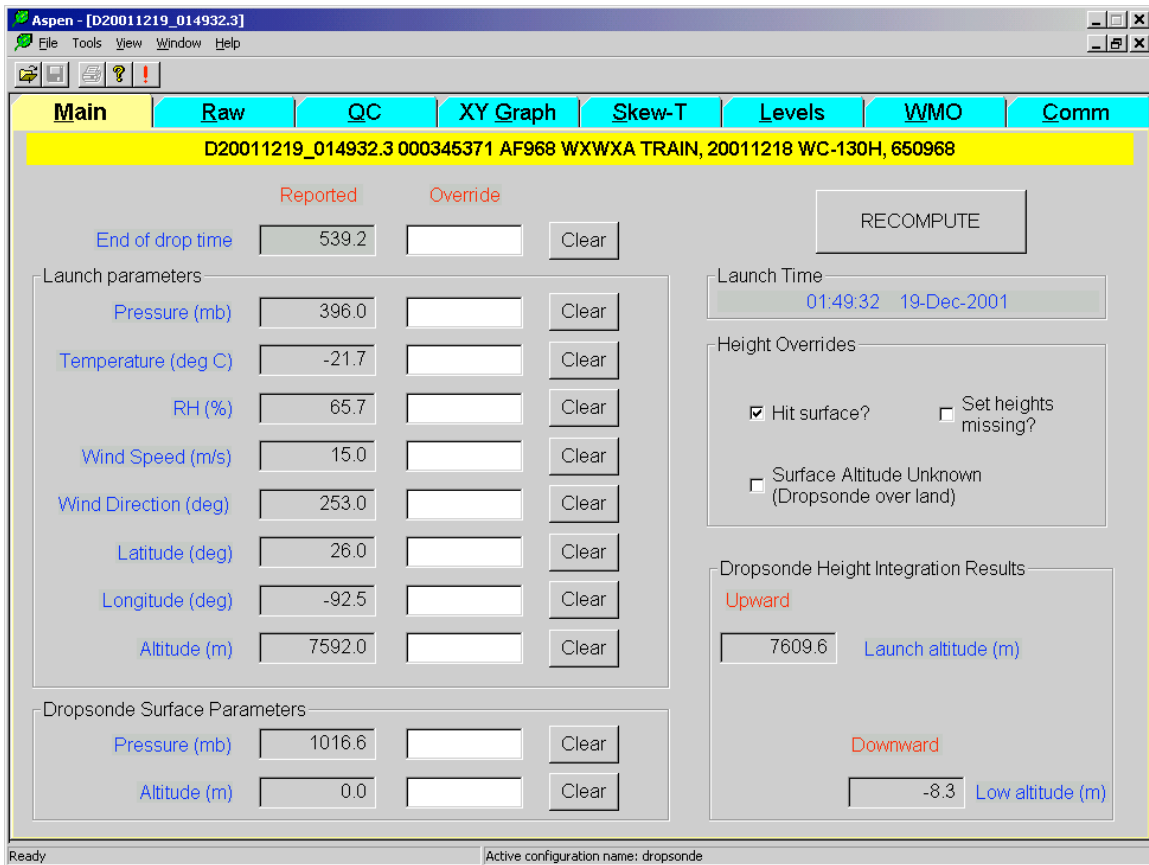 Aspen - [D20011219_014932.3]
File Tools View Window Help
Main Raw QC XY Graph Skew-T Levels WMO Comm
D20011219_014932.3 000345371 AF968 WXWXA TRAIN, 20011218 WC-130H, 650968
Reported Override
End of drop time 539.2 Clear
RECOMPUTE
Launch parameters
Pressure (mb) 396.0 Clear
Temperature (deg C) -21.7 Clear
RH (%) 65.7 Clear
Wind Speed (m/s) 15.0 Clear
Wind Direction (deg) 253.0 Clear
Latitude (deg) 26.0 Clear
Longitude (deg) -92.5 Clear
Altitude (m) 7592.0 Clear
Dropsonde Surface Parameters
Pressure (mb) 1016.6 Clear
Altitude (m) 0.0 Clear
Launch Time
01:49:32 19-Dec-2001
Height Overrides
Hit surface?
Set heights
missing?
Surface Altitude Unknown
(Dropsonde over land)
Dropsonde Height Integration Results
Upward
7609.6 Launch altitude (m)
Downward
-8.3 Low altitude (m)
Ready Active configuration name: dropsonde